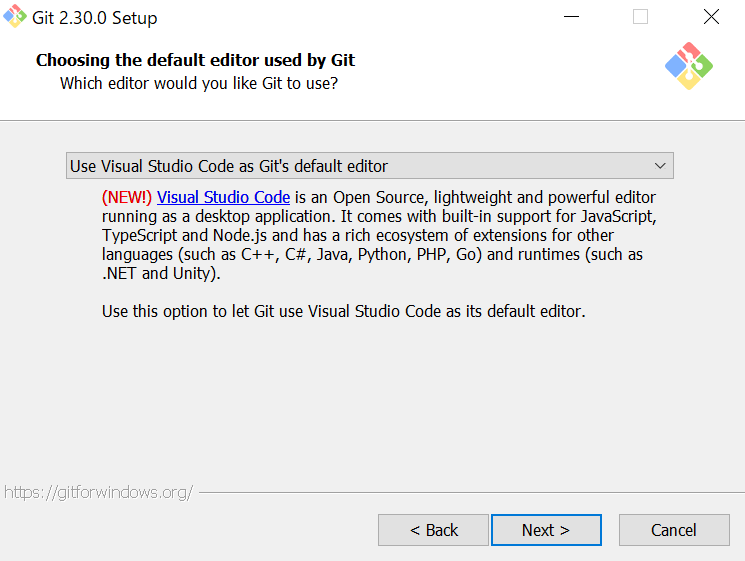 Git 2.30.0 Setup
Choosing the default editor used by Git
Which editor would you like Git to use?
Use Visual Studio Code as Git's default editor
(NEW!) Visual Studio Code is an Open Source, lightweight and powerful editor
running as a desktop application. It comes with built-in support for JavaScript,
TypeScript and Node.js and has a rich ecosystem of extensions for other
languages (such as C++, C#, Java, Python, PHP, Go) and runtimes (such as
.NET and Unity).
Use this option to let Git use Visual Studio Code as its default editor.
https://gitforwindows.org/
< Back
Next >
Cancel